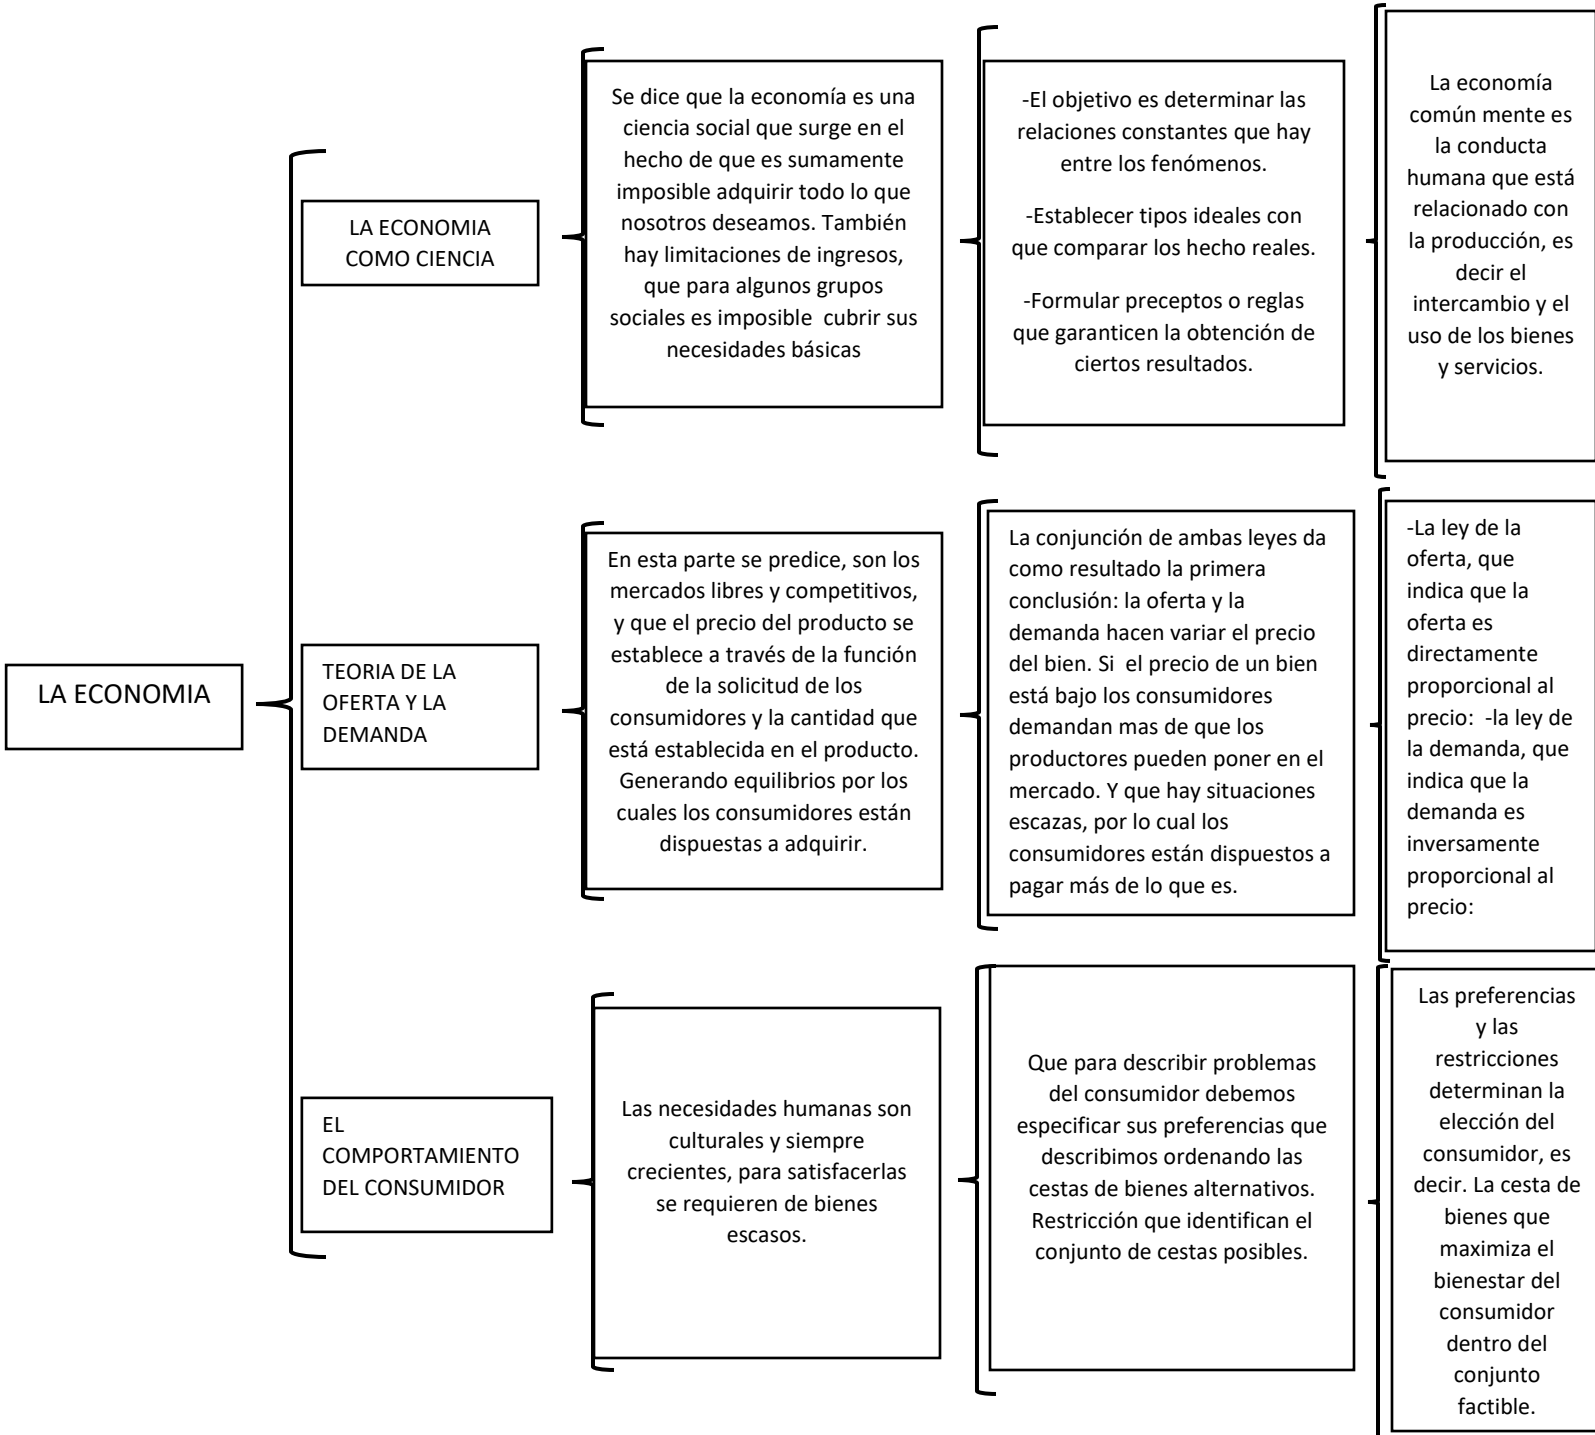 LA ECONOMIA
LA ECONOMIA
COMO CIENCIA
Se dice que la economía es una
ciencia social que surge en el
hecho de que es sumamente
imposible adquirir todo lo que
nosotros deseamos. También
hay limitaciones de ingresos,
que para algunos grupos
sociales es imposible  cubrir sus
necesidades básicas
-El objetivo es determinar las
relaciones constantes que hay
entre los fenómenos.
-Establecer tipos ideales con
que comparar los hecho reales.
-Formular preceptos o reglas
que garanticen la obtención de
ciertos resultados.
La economía
común mente es
la conducta
humana que está
relacionado con
la producción, es
decir el
intercambio y el
uso de los bienes
y servicios.
TEORIA DE LA
OFERTA Y LA
DEMANDA
En esta parte se predice, son los
mercados libres y competitivos,
y que el precio del producto se
establece a través de la función
de la solicitud de los
consumidores y la cantidad que
está establecida en el producto.
Generando equilibrios por los
cuales los consumidores están
dispuestas a adquirir.
La conjunción de ambas leyes da
como resultado la primera
conclusión: la oferta y la
demanda hacen variar el precio
del bien. Si  el precio de un bien
está bajo los consumidores
demandan mas de que los
productores pueden poner en el
mercado. Y que hay situaciones
escazas, por lo cual los
consumidores están dispuestos a
pagar más de lo que es.
-La ley de la
oferta, que
indica que la
oferta es
directamente
proporcional al
precio:  -la ley de
la demanda, que
indica que la
demanda es
inversamente
proporcional al
precio:
EL
COMPORTAMIENTO
DEL CONSUMIDOR
Las necesidades humanas son
culturales y siempre
crecientes, para satisfacerlas
se requieren de bienes
escasos.
Que para describir problemas
del consumidor debemos
especificar sus preferencias que
describimos ordenando las
cestas de bienes alternativos.
Restricción que identifican el
conjunto de cestas posibles.
Las preferencias
y las
restricciones
determinan la
elección del
consumidor, es
decir. La cesta de
bienes que
maximiza el
bienestar del
consumidor
dentro del
conjunto
factible.